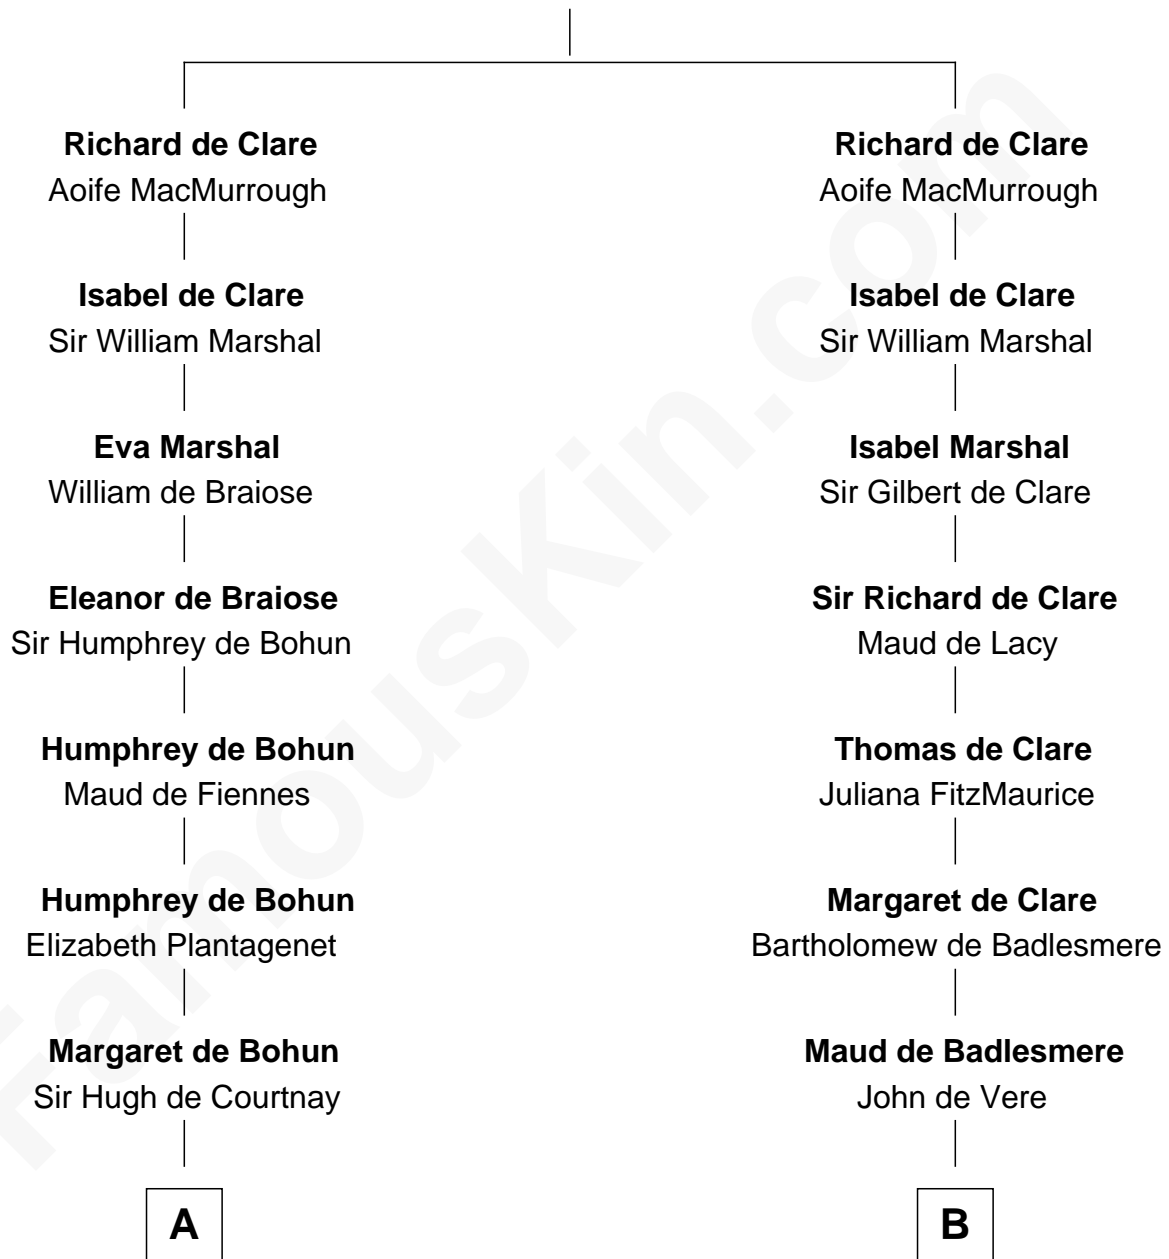 Richard de Clare
Aoife MacMurrough
Isabel de Clare
Sir William Marshal
Eva Marshal
William de Braiose
Eleanor de Braiose
Sir Humphrey de Bohun
Humphrey de Bohun
Maud de Fiennes
Humphrey de Bohun
Elizabeth Plantagenet
Margaret de Bohun
Sir Hugh de Courtnay
A
Richard de Clare
Aoife MacMurrough
Isabel de Clare
Sir William Marshal
Isabel Marshal
Sir Gilbert de Clare
Sir Richard de Clare
Maud de Lacy
Thomas de Clare
Juliana FitzMaurice
Margaret de Clare
Bartholomew de Badlesmere
Maud de Badlesmere
John de Vere
B
FamousKin.com